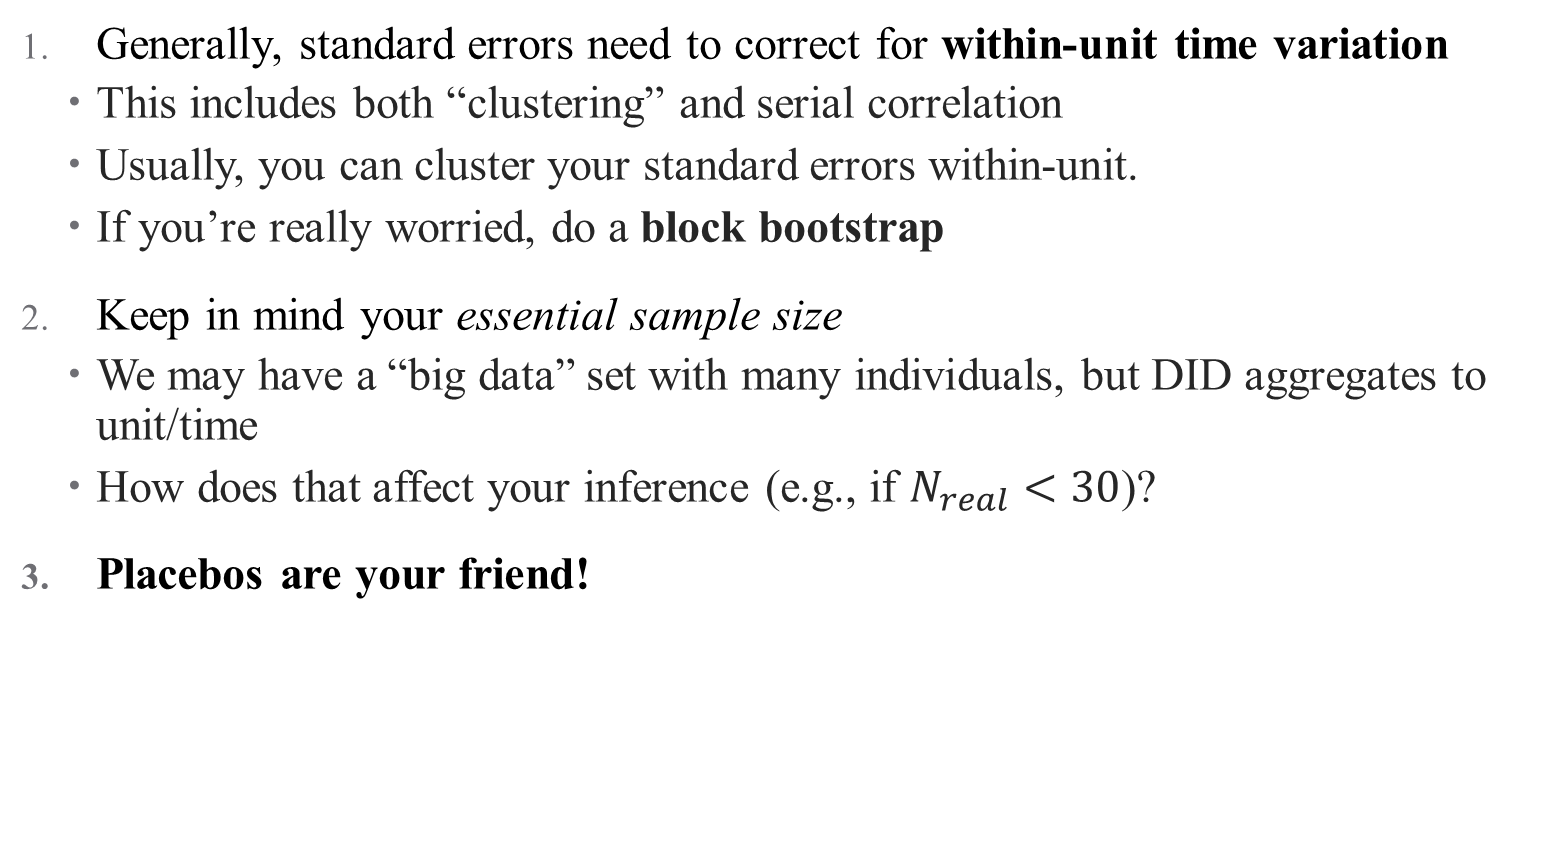 1. Generally, standard errors need to correct for within-unit time variation
• This includes both “clustering” and serial correlation
• Usually, you can cluster your standard errors within-unit.
• If you’re really worried, do a block bootstrap
2. Keep in mind your essential sample size
• We may have a “big data” set with many individuals, but DID aggregates to
unit/time
• How does that affect your inference (e.g., if N_real < 30)?
3. Placebos are your friend!